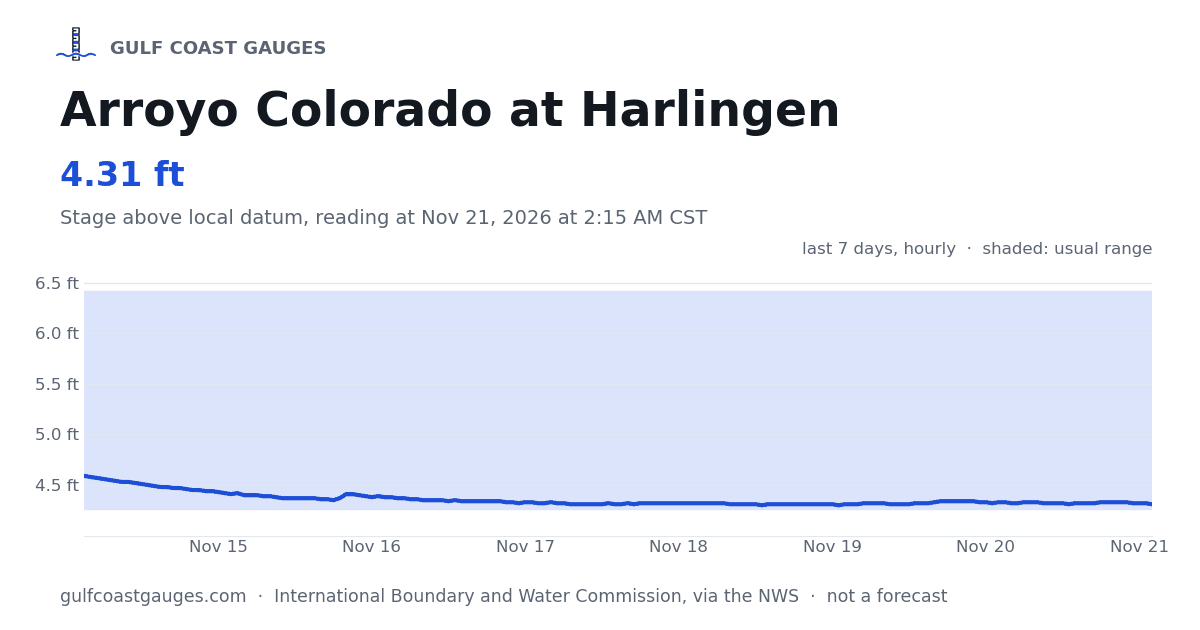 GULF COAST GAUGES
Arroyo Colorado at Harlingen
4.31 ft
Stage above local datum, reading at Nov 21, 2026 at 2:15 AM CST
last 7 days, hourly · shaded: usual range
6.5 ft
6.0 ft
5.5 ft
5.0 ft
4.5 ft
Nov 15 Nov 16 Nov 17 Nov 18 Nov 19 Nov 20 Nov 21
gulfcoastgauges.com · International Boundary and Water Commission, via the NWS · not a forecast